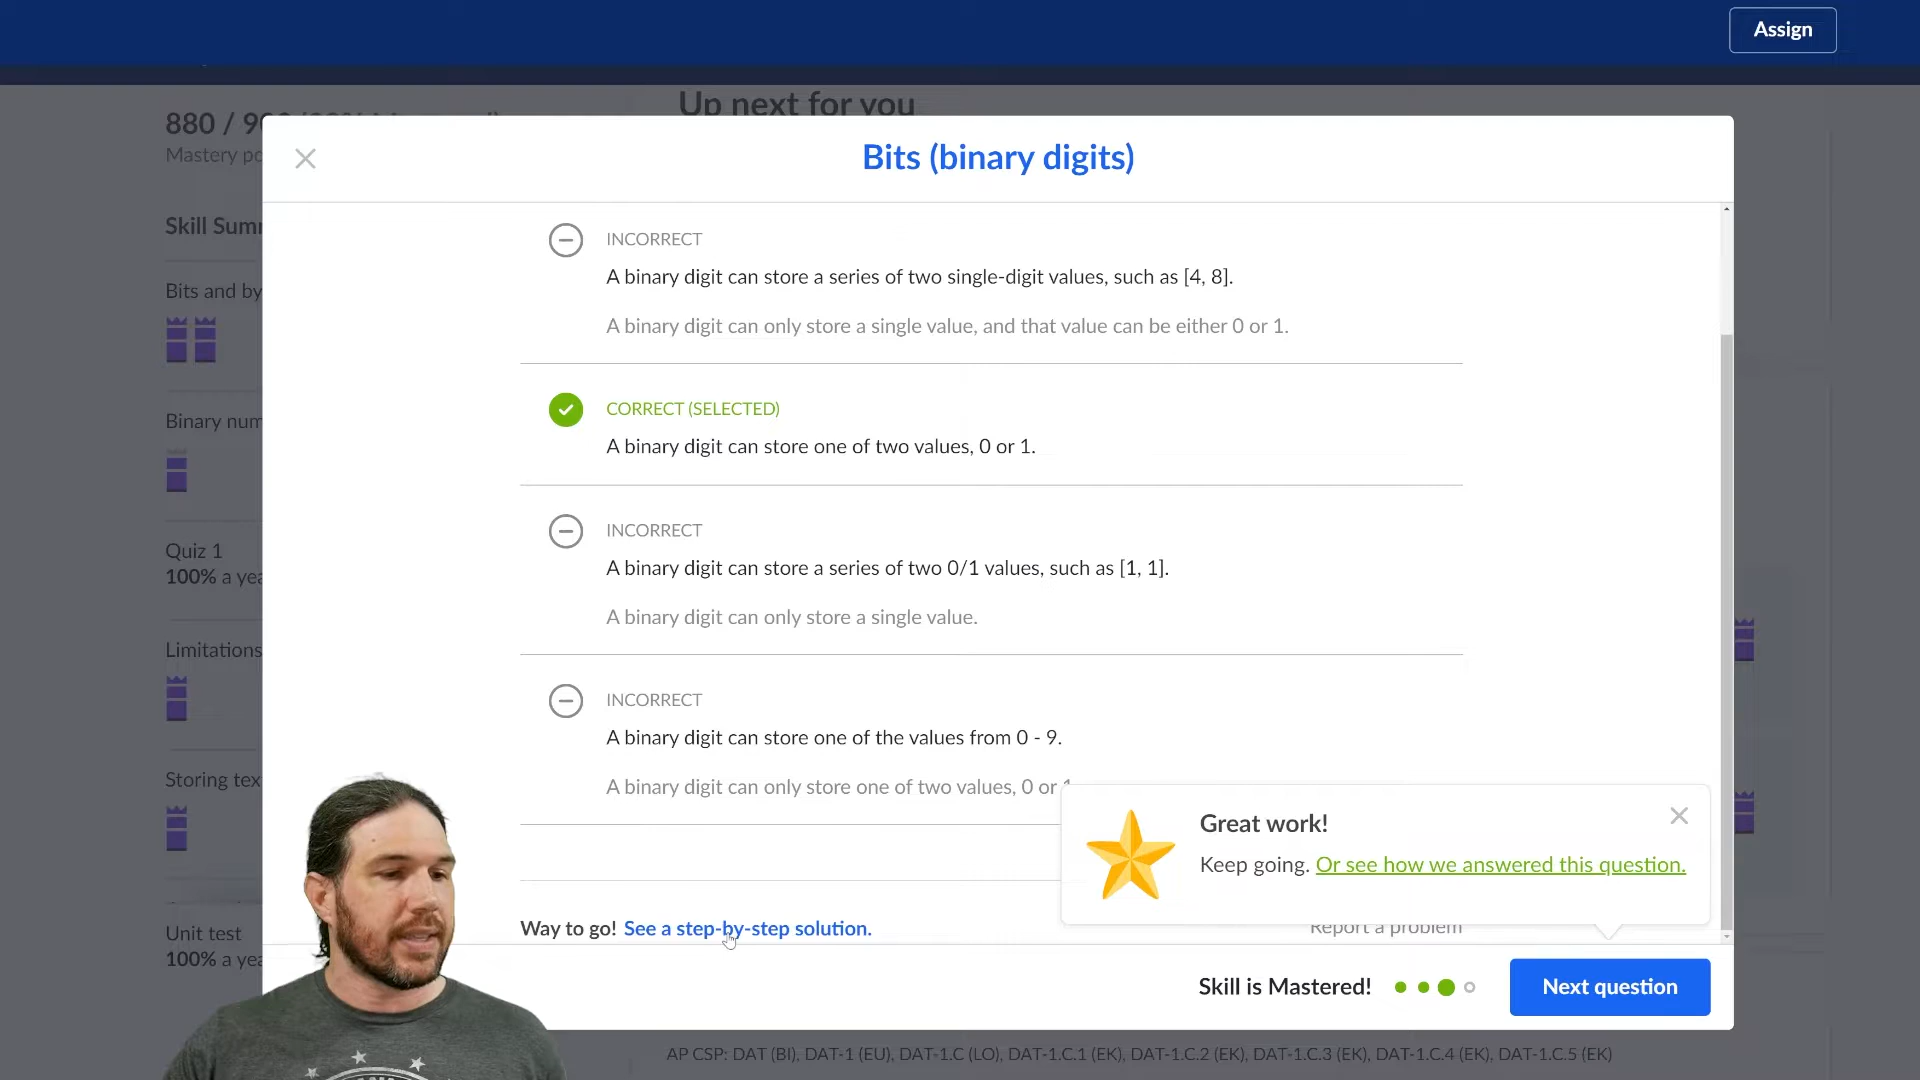 Assign
880 / 9
Up next for you
Mastery po
Bits (binary digits)
Skill Sum
INCORRECT
A binary digit can store a series of two single-digit values, such as [4, 8].
Bits and by
A binary digit can only store a single value, and that value can be either 0 or 1.
CORRECT (SELECTED)
Binary num
A binary digit can store one of two values, 0 or 1.
INCORRECT
Quiz 1
A binary digit can store a series of two 0/1 values, such as [1, 1].
100% a yea
A binary digit can only store a single value.
Limitations
INCORRECT
A binary digit can store one of the values from 0 - 9.
Storing tex
A binary digit can only store one of two values, 0 or 1
Great work!
Keep going. Or see how we answered this question.
Way to go! See a step-by-step solution.
Report a problem
Unit test
100% a yea
Skill is Mastered!
Next question
AP CSP: DAT (BI), DAT-1 (EU), DAT-1.C (LO), DAT-1.C.1 (EK), DAT-1.C.2 (EK), DAT-1.C.3 (EK), DAT-1.C.4 (EK), DAT-1.C.5 (EK)